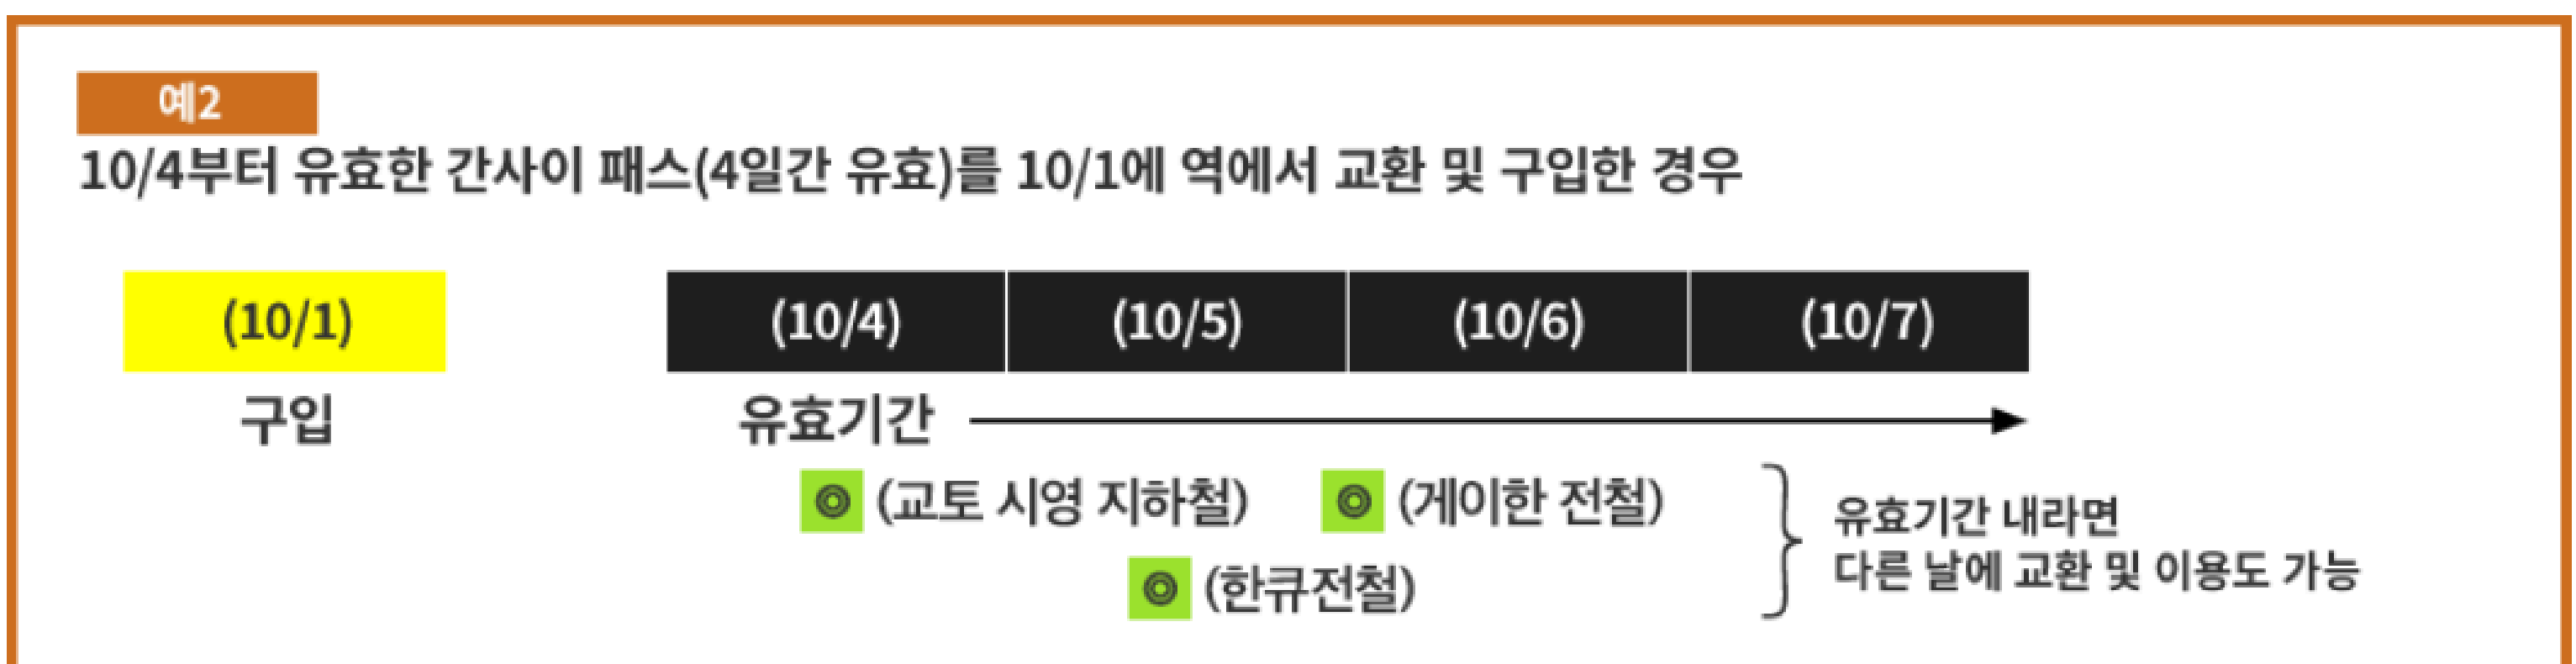 예2
10/4부터 유효한 간사이 패스(4일간 유효)를 10/1에 역에서 교환 및 구입한 경우
(10/1) (10/4) (10/5) (10/6) (10/7)
구입 유효기간
◎ (교토 시영 지하철) ◎ (게이한 전철)
◎ (한큐전철)
유효기간 내라면
다른 날에 교환 및 이용도 가능